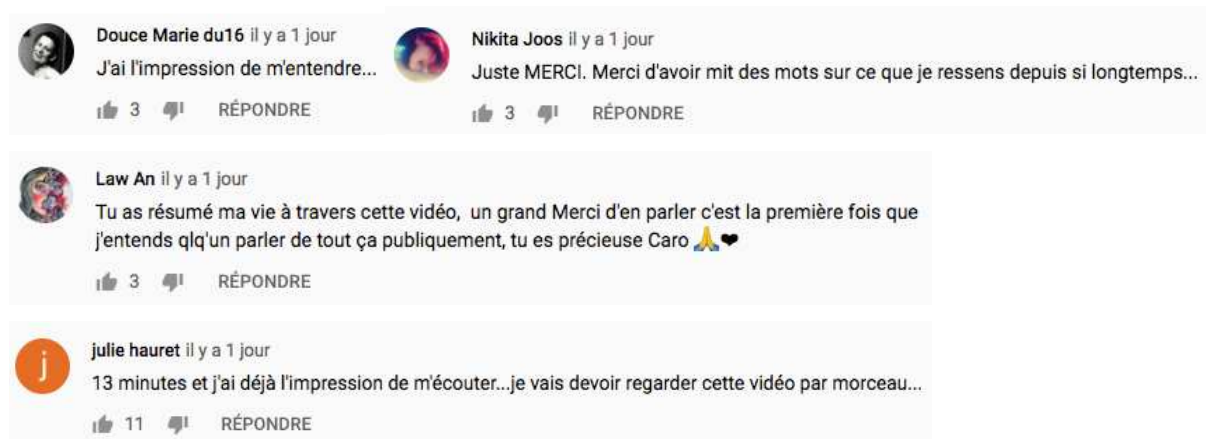 Douce Marie du16 il y a 1 jour
J'ai l'impression de m'entendre...
3 RÉPONDRE
Nikita Joos il y a 1 jour
Juste MERCI. Merci d'avoir mit des mots sur ce que je ressens depuis si longtemps...
3 RÉPONDRE
Law An il y a 1 jour
Tu as résumé ma vie à travers cette vidéo, un grand Merci d'en parler c'est la première fois que
j'entends qlq'un parler de tout ça publiquement, tu es précieuse Caro 🙏❤
3 RÉPONDRE
j
julie hauret il y a 1 jour
13 minutes et j'ai déjà l'impression de m'écouter...je vais devoir regarder cette vidéo par morceau...
11 RÉPONDRE